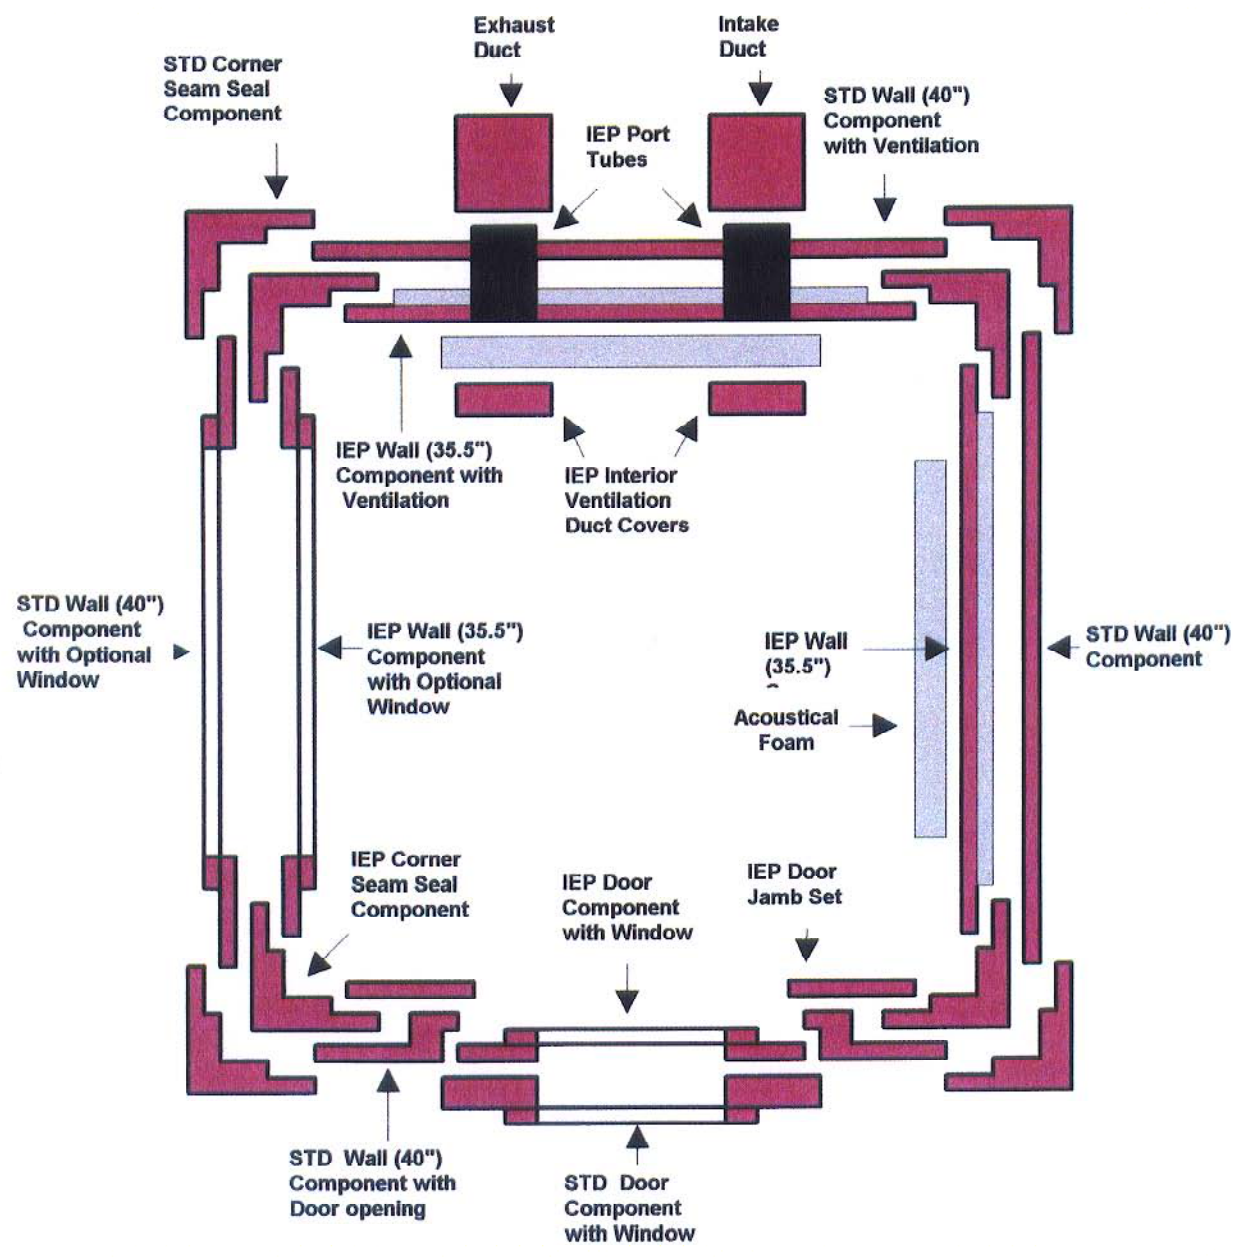 Exhaust
Duct
Intake
Duct
STD Corner
Seam Seal
Component
STD Wall (40")
Component
with Ventilation
IEP Port
Tubes
IEP Wall (35.5")
Component with
Ventilation
IEP Interior
Ventilation
Duct Covers
STD Wall (40")
Component
with Optional
Window
IEP Wall (35.5")
Component
with Optional
Window
IEP Wall
(35.5")
STD Wall (40")
Component
Acoustical
Foam
IEP Corner
Seam Seal
Component
IEP Door
Component
with Window
IEP Door
Jamb Set
STD Wall (40")
Component with
Door opening
STD Door
Component
with Window